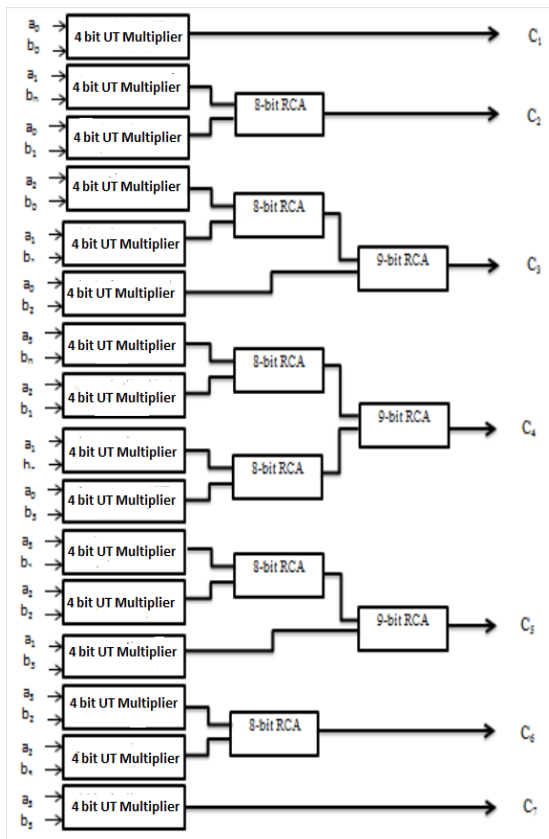 a₀
b₀
4 bit UT Multiplier
C₁
a₁
4 bit UT Multiplier
8-bit RCA
C₂
a₀
b₁
4 bit UT Multiplier
a₂
b₀
4 bit UT Multiplier
8-bit RCA
a₁
4 bit UT Multiplier
9-bit RCA
C₃
a₀
b₂
4 bit UT Multiplier
a₃
4 bit UT Multiplier
8-bit RCA
a₂
b₁
4 bit UT Multiplier
9-bit RCA
C₄
a₁
4 bit UT Multiplier
8-bit RCA
a₀
b₃
4 bit UT Multiplier
a₃
4 bit UT Multiplier
8-bit RCA
a₂
b₂
4 bit UT Multiplier
9-bit RCA
C₅
a₁
b₃
4 bit UT Multiplier
a₃
b₂
4 bit UT Multiplier
8-bit RCA
C₆
a₂
4 bit UT Multiplier
a₃
b₃
4 bit UT Multiplier
C₇